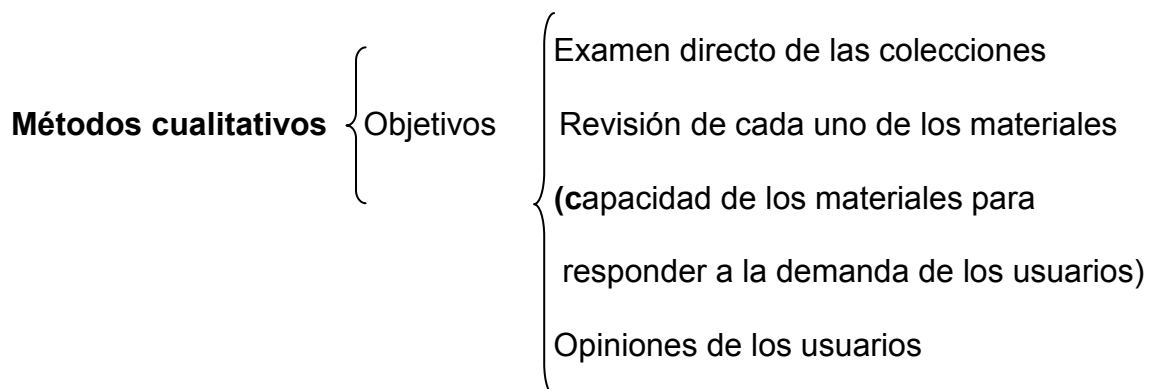 Examen directo de las colecciones
Métodos cualitativos Objetivos Revisión de cada uno de los materiales
(capacidad de los materiales para
responder a la demanda de los usuarios)
Opiniones de los usuarios